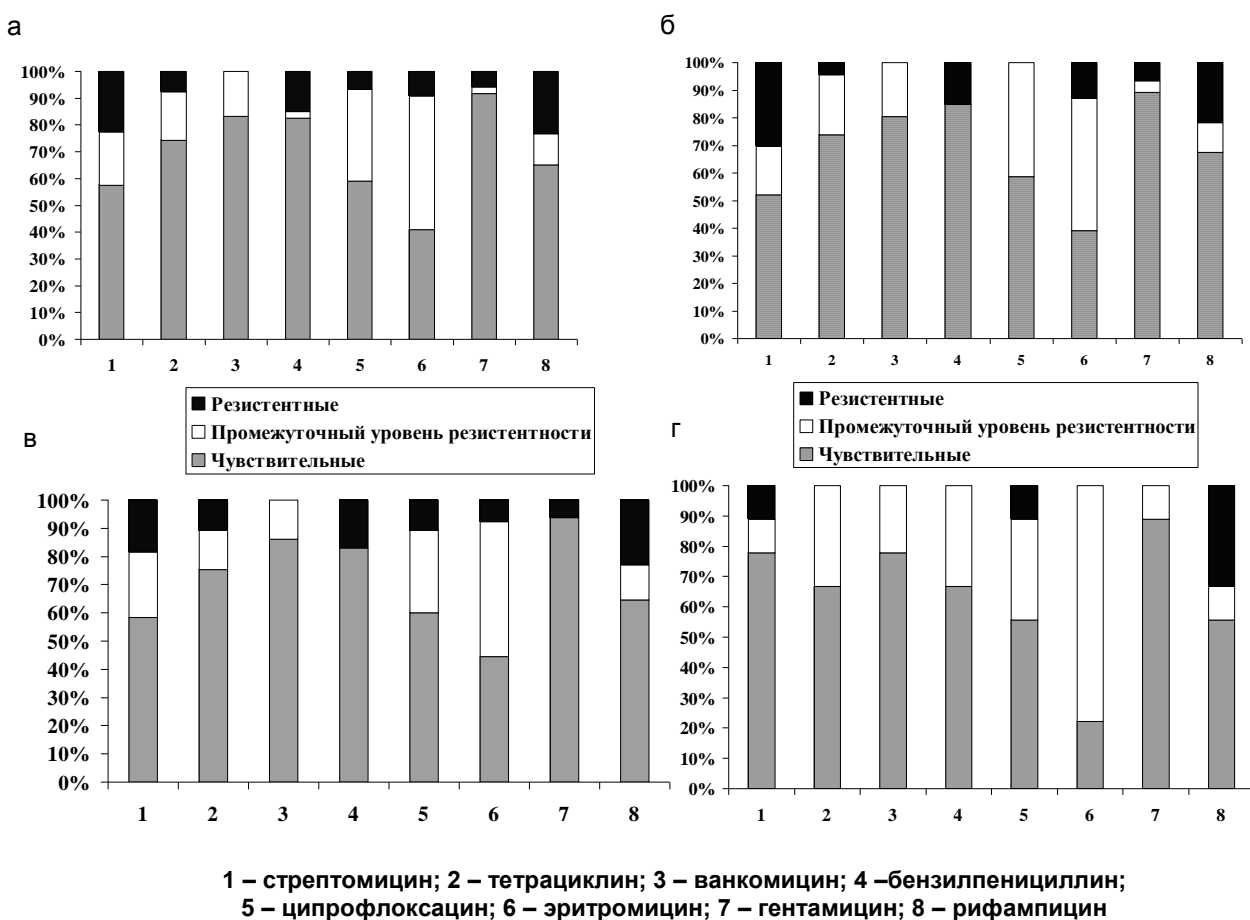 а
100%
90%
80%
70%
60%
50%
40%
30%
20%
10%
0%
1 2 3 4 5 6 7 8
б
100%
90%
80%
70%
60%
50%
40%
30%
20%
10%
0%
1 2 3 4 5 6 7 8
Резистентные
Промежуточный уровень резистентности
Чувствительные
Резистентные
Промежуточный уровень резистентности
Чувствительные
в
100%
90%
80%
70%
60%
50%
40%
30%
20%
10%
0%
1 2 3 4 5 6 7 8
г
100%
90%
80%
70%
60%
50%
40%
30%
20%
10%
0%
1 2 3 4 5 6 7 8
1 – стрептомицин; 2 – тетрациклин; 3 – ванкомицин; 4 –бензилпенициллин;
5 – ципрофлоксацин; 6 – эритромицин; 7 – гентамицин; 8 – рифампицин